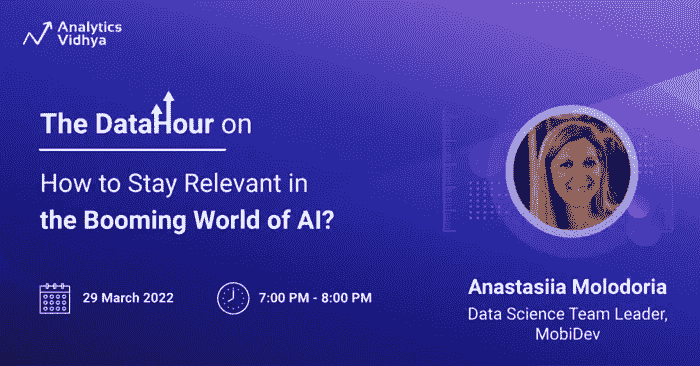 Analytics
Vidhya
The DataHour on
How to Stay Relevant in
the Booming World of AI?
29 March 2022
7:00 PM - 8:00 PM
Anastasiia Molodoria
Data Science Team Leader,
MobiDev